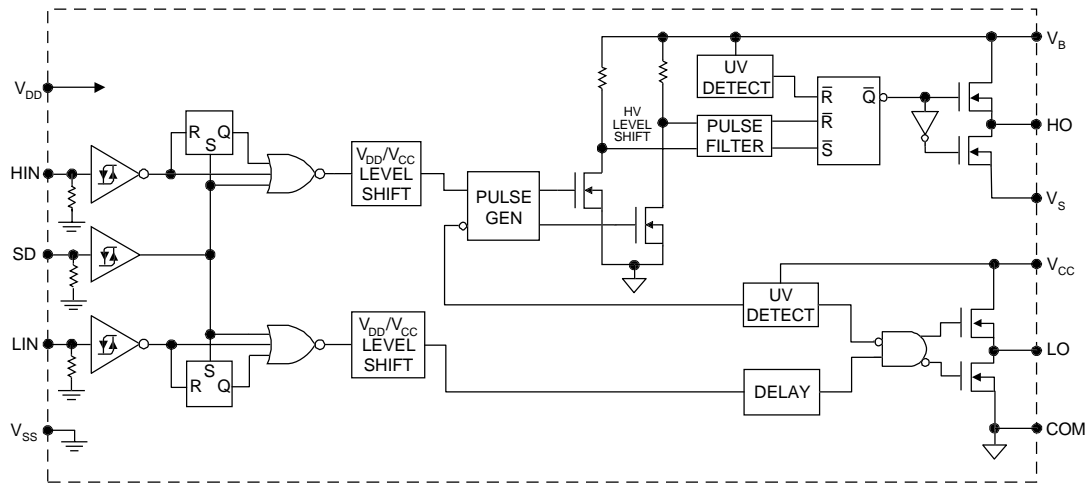 V_DD
HIN
SD
LIN
V_SS
R
S
Q
V_DD/V_CC
LEVEL
SHIFT
PULSE
GEN
HV
LEVEL
SHIFT
UV
DETECT
PULSE
FILTER
R̅
R̅
S̅
Q̅
V_B
HO
V_S
V_CC
UV
DETECT
LO
S
R
Q
V_DD/V_CC
LEVEL
SHIFT
DELAY
COM